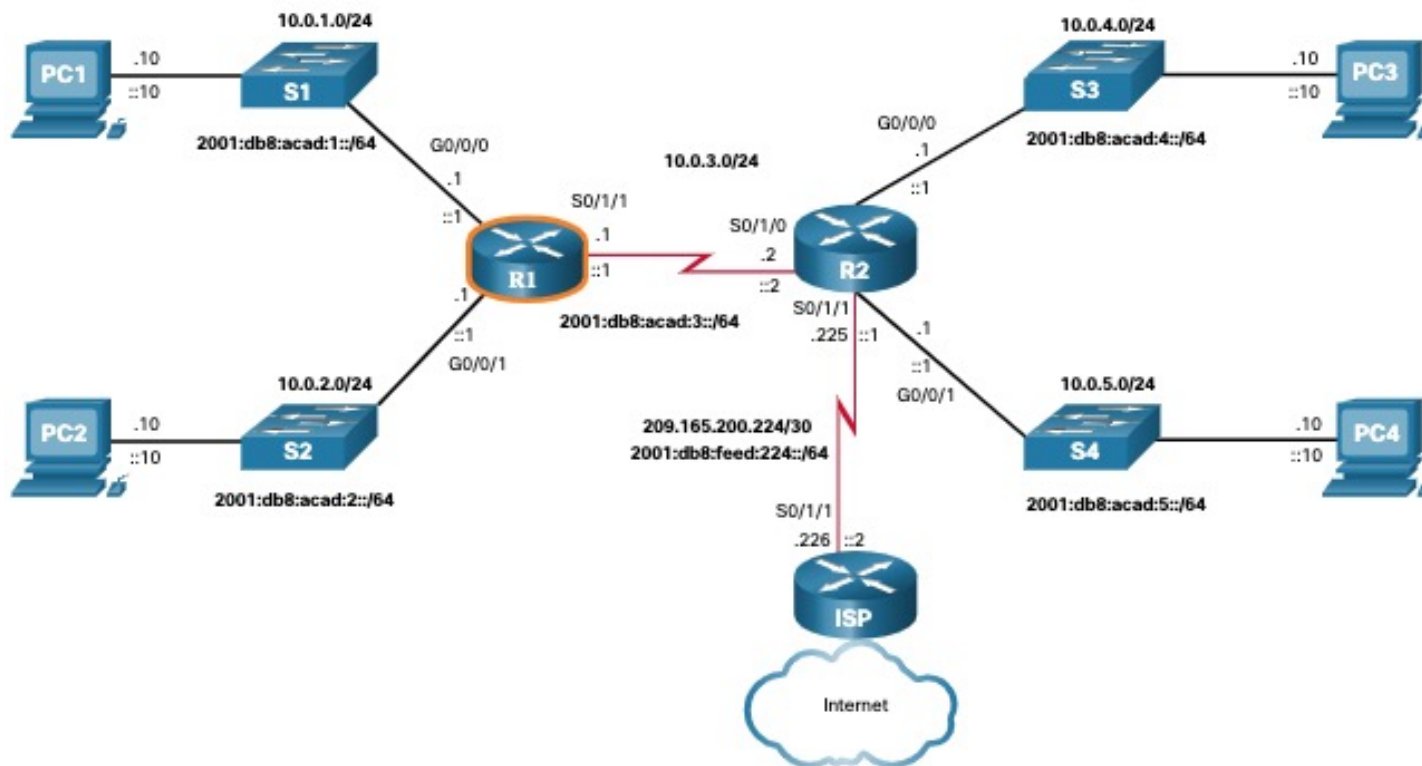 10.0.1.0/24
PC1
.10
::10
S1
2001:db8:acad:1::/64
G0/0/0
.1
::1
R1
S0/1/1
.1
::1
.1
::1
G0/0/1
10.0.2.0/24
PC2
.10
::10
S2
2001:db8:acad:2::/64
10.0.3.0/24
2001:db8:acad:3::/64
S0/1/0
.2
::2
R2
G0/0/0
.1
::1
10.0.4.0/24
S3
2001:db8:acad:4::/64
.10
::10
PC3
S0/1/1
.225
::1
.1
::1
G0/0/1
10.0.5.0/24
S4
2001:db8:acad:5::/64
.10
::10
PC4
209.165.200.224/30
2001:db8:feed:224::/64
S0/1/1
.226
::2
ISP
Internet